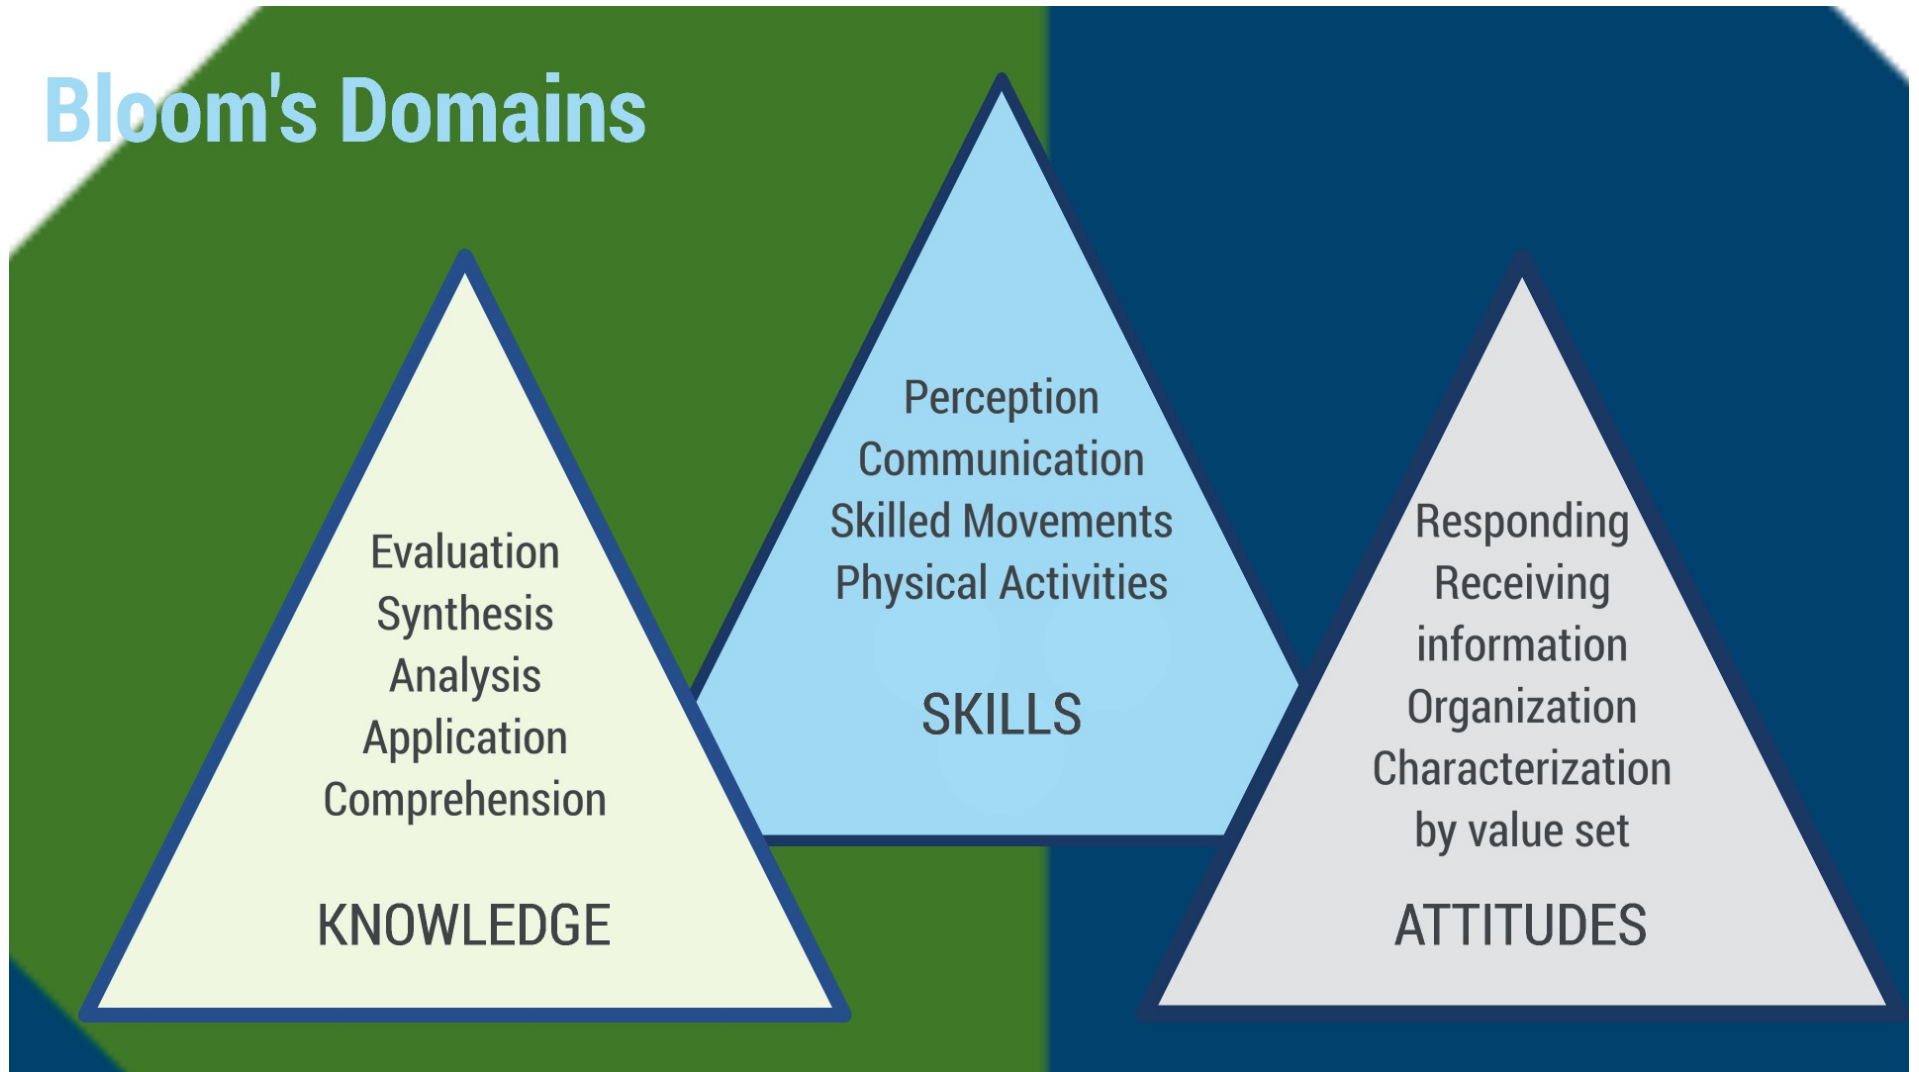 Bloom's Domains
Evaluation
Synthesis
Analysis
Application
Comprehension
KNOWLEDGE
Perception
Communication
Skilled Movements
Physical Activities
SKILLS
Responding
Receiving
information
Organization
Characterization
by value set
ATTITUDES